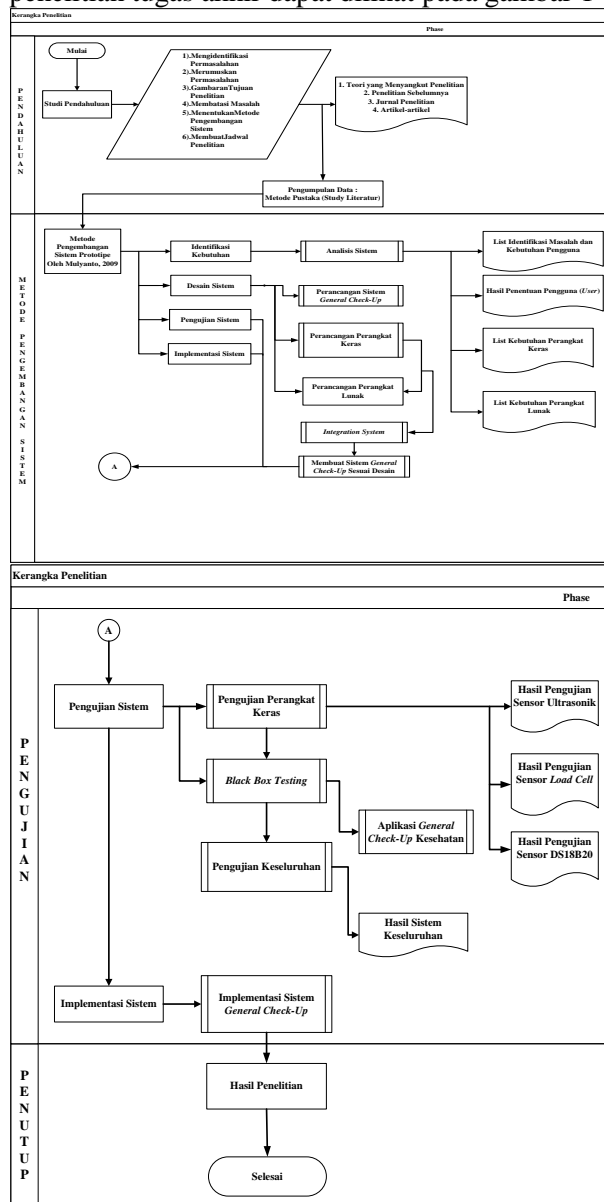 penelitian tugas akhir dapat dilihat pada gambar 1
Kerangka Penelitian
Phase
PENDAHULUAN
Mulai
Studi Pendahuluan
1).Mengidentifikasi
Permasalahan
2).Merumuskan
Permasalahan
3).GambaranTujuan
Penelitian
4).Membatasi Masalah
5).MenentukanMetode
Pengembangan
Sistem
6).MembuatJadwal
Penelitian
1. Teori yang Menyangkut Penelitian
2. Penelitian Sebelumnya
3. Jurnal Penelitian
4. Artikel-artikel
Pengumpulan Data :
Metode Pustaka (Study Literatur)
METODE PENGEMBANGAN SISTEM
Metode
Pengembangan
Sistem Prototipe
Oleh Mulyanto, 2009
Identifikasi
Kebutuhan
Analisis Sistem
List Identifikasi Masalah dan
Kebutuhan Pengguna
Desain Sistem
Perancangan Sistem
General Check-Up
Hasil Penentuan Pengguna (User)
Pengujian Sistem
Perancangan Perangkat
Keras
List Kebutuhan Perangkat
Keras
Implementasi Sistem
Perancangan Perangkat
Lunak
List Kebutuhan Perangkat
Lunak
Integration System
A
Membuat Sistem General
Check-Up Sesuai Desain
Kerangka Penelitian
Phase
PENGUJIAN
A
Pengujian Sistem
Pengujian Perangkat
Keras
Hasil Pengujian
Sensor Ultrasonik
Black Box Testing
Hasil Pengujian
Sensor Load Cell
Aplikasi General
Check-Up Kesehatan
Hasil Pengujian
Sensor DS18B20
Pengujian Keseluruhan
Hasil Sistem
Keseluruhan
Implementasi Sistem
Implementasi Sistem
General Check-Up
PENUTUP
Hasil Penelitian
Selesai